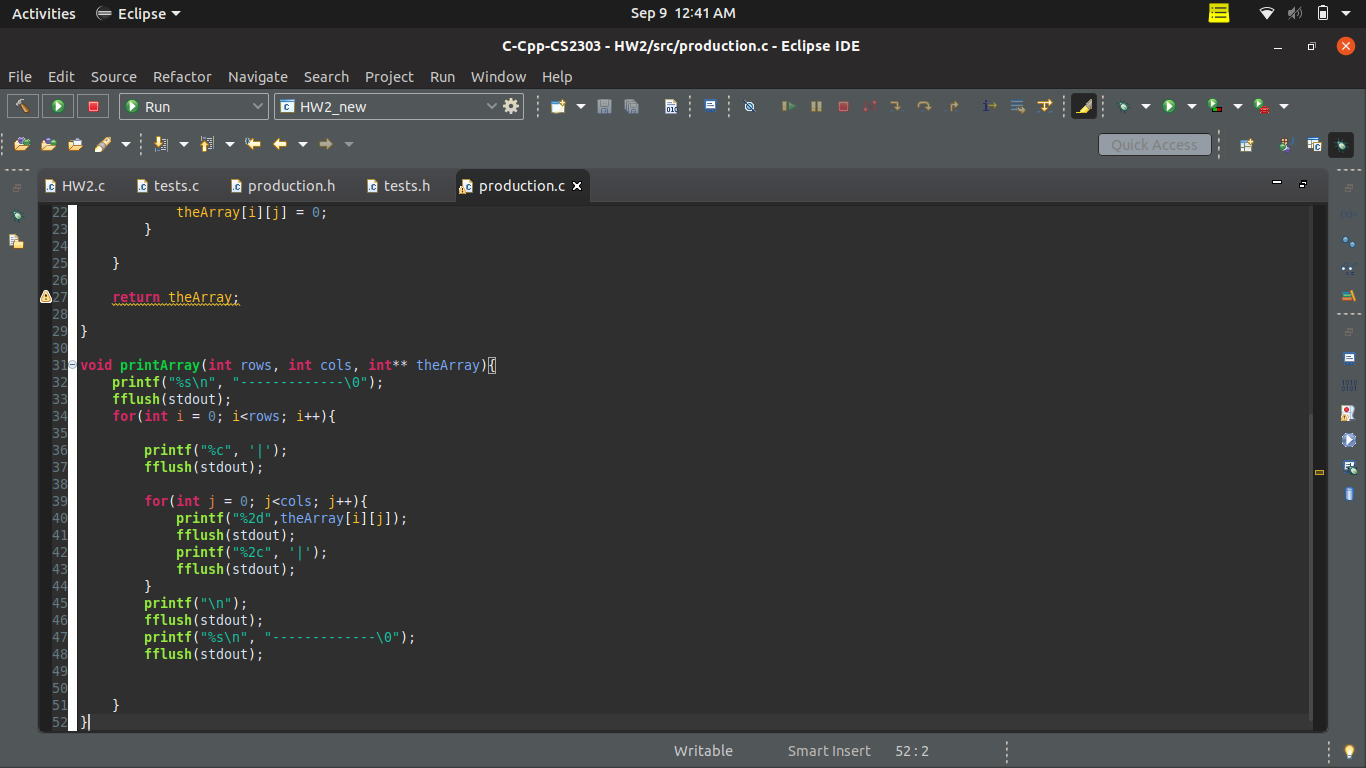 Activities Eclipse Sep 9 12:41 AM
C-Cpp-CS2303 - HW2/src/production.c - Eclipse IDE
File Edit Source Refactor Navigate Search Project Run Window Help
Run HW2_new
Quick Access
HW2.c tests.c production.h tests.h production.c
22             theArray[i][j] = 0;
23         }
24
25     }
26
27     return theArray;
28
29 }
30
31 void printArray(int rows, int cols, int** theArray){
32     printf("%s\n", "-------------\0");
33     fflush(stdout);
34     for(int i = 0; i<rows; i++){
35
36         printf("%c", '|');
37         fflush(stdout);
38
39         for(int j = 0; j<cols; j++){
40             printf("%2d",theArray[i][j]);
41             fflush(stdout);
42             printf("%2c", '|');
43             fflush(stdout);
44         }
45         printf("\n");
46         fflush(stdout);
47         printf("%s\n", "-------------\0");
48         fflush(stdout);
49
50
51     }
52 }
Writable Smart Insert 52 : 2